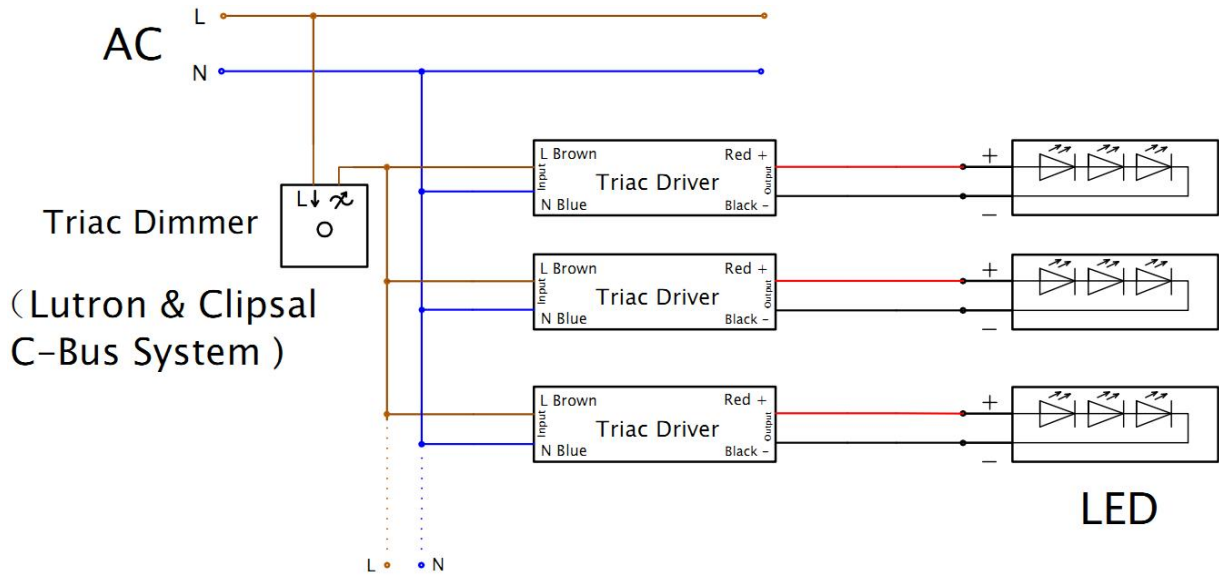 L
AC
N
L Brown
Red +
Input
Triac Driver
Output
N Blue
Black -
+
−
L
Triac Dimmer
(Lutron & Clipsal
C-Bus System )
L Brown
Red +
Input
Triac Driver
Output
N Blue
Black -
+
−
L Brown
Red +
Input
Triac Driver
Output
N Blue
Black -
+
−
LED
L
N